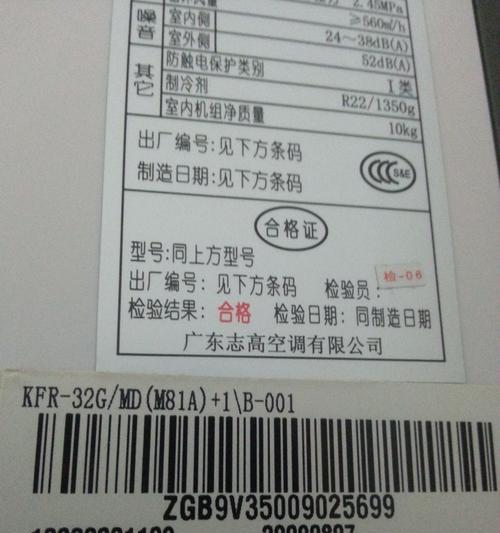 2.45MPa
≥560m/h
噪音
室内侧 24~38dB(A)
室外侧 52dB(A)
其它
防触电保护类别 I类
制冷剂 R22/1350g
室内机组净质量 10kg
出厂编号:见下方条码
制造日期:见下方条码
CCC S&E
合格证
型号:同上方型号
出厂编号:见下方条码 检验员: 检-06
检验结果:合格 检验日期:同制造日期
广东志高空调有限公司
KFR-32G/MD(M81A)+1\B-001
ZGB9V35009025699